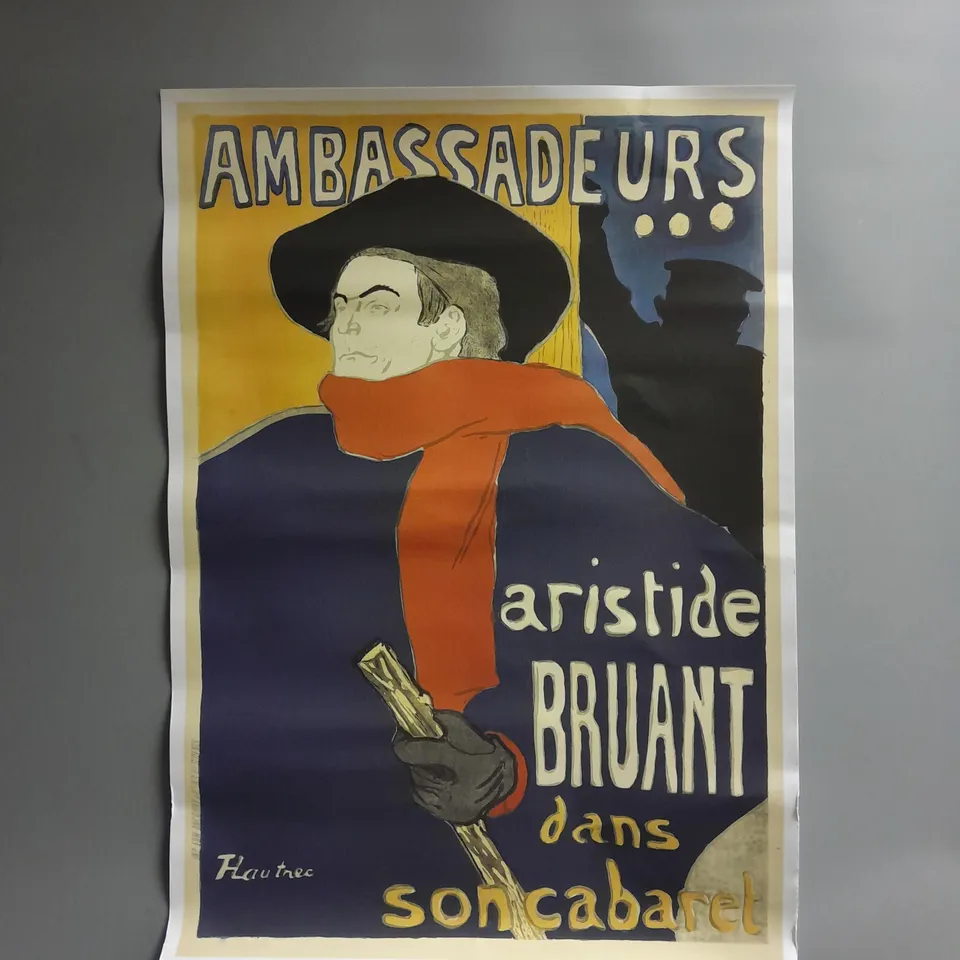 AMBASSADEURS
aristide
BRUANT
dans
son cabaret
HLautrec